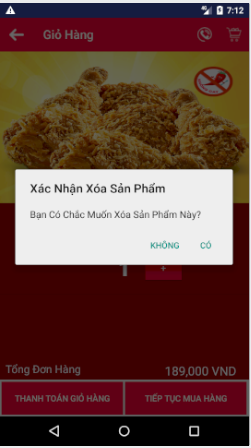 7:12
Giỏ Hàng
Xác Nhận Xóa Sản Phẩm
Bạn Có Chắc Muốn Xóa Sản Phẩm Này?
KHÔNG
CÓ
1
+
Tổng Đơn Hàng
189,000 VND
THANH TOÁN GIỎ HÀNG
TIẾP TỤC MUA HÀNG